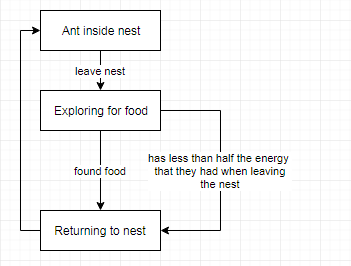 Ant inside nest
leave nest
Exploring for food
found food
has less than half the energy
that they had when leaving
the nest
Returning to nest